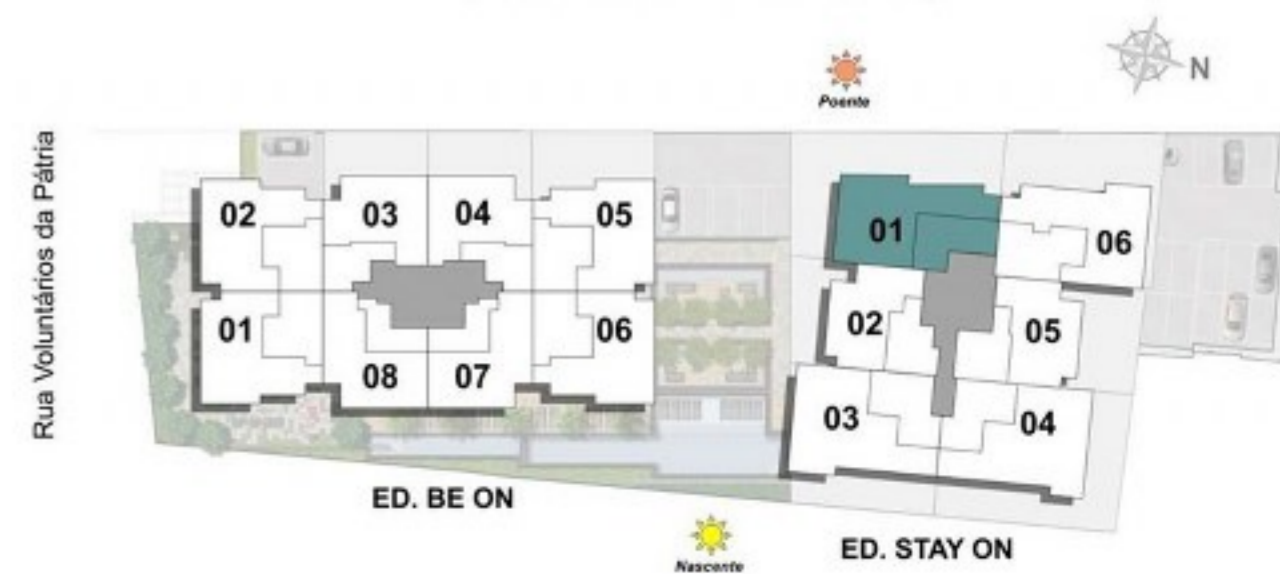 Poente
N
Rua Voluntários da Pátria
02
03
04
05
01
06
08
07
01
06
02
05
03
04
ED. BE ON
Nascente
ED. STAY ON